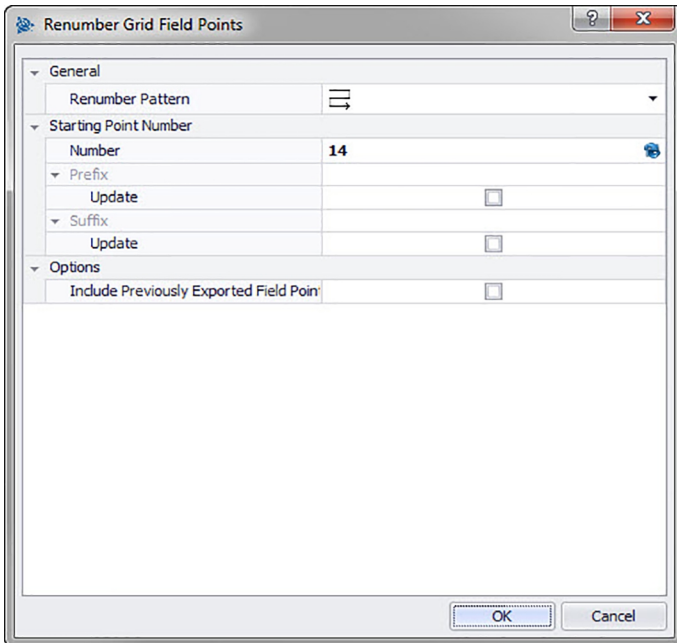 Renumber Grid Field Points
General
Renumber Pattern
Starting Point Number
Number 14
Prefix
Update
Suffix
Update
Options
Include Previously Exported Field Poin
OK Cancel